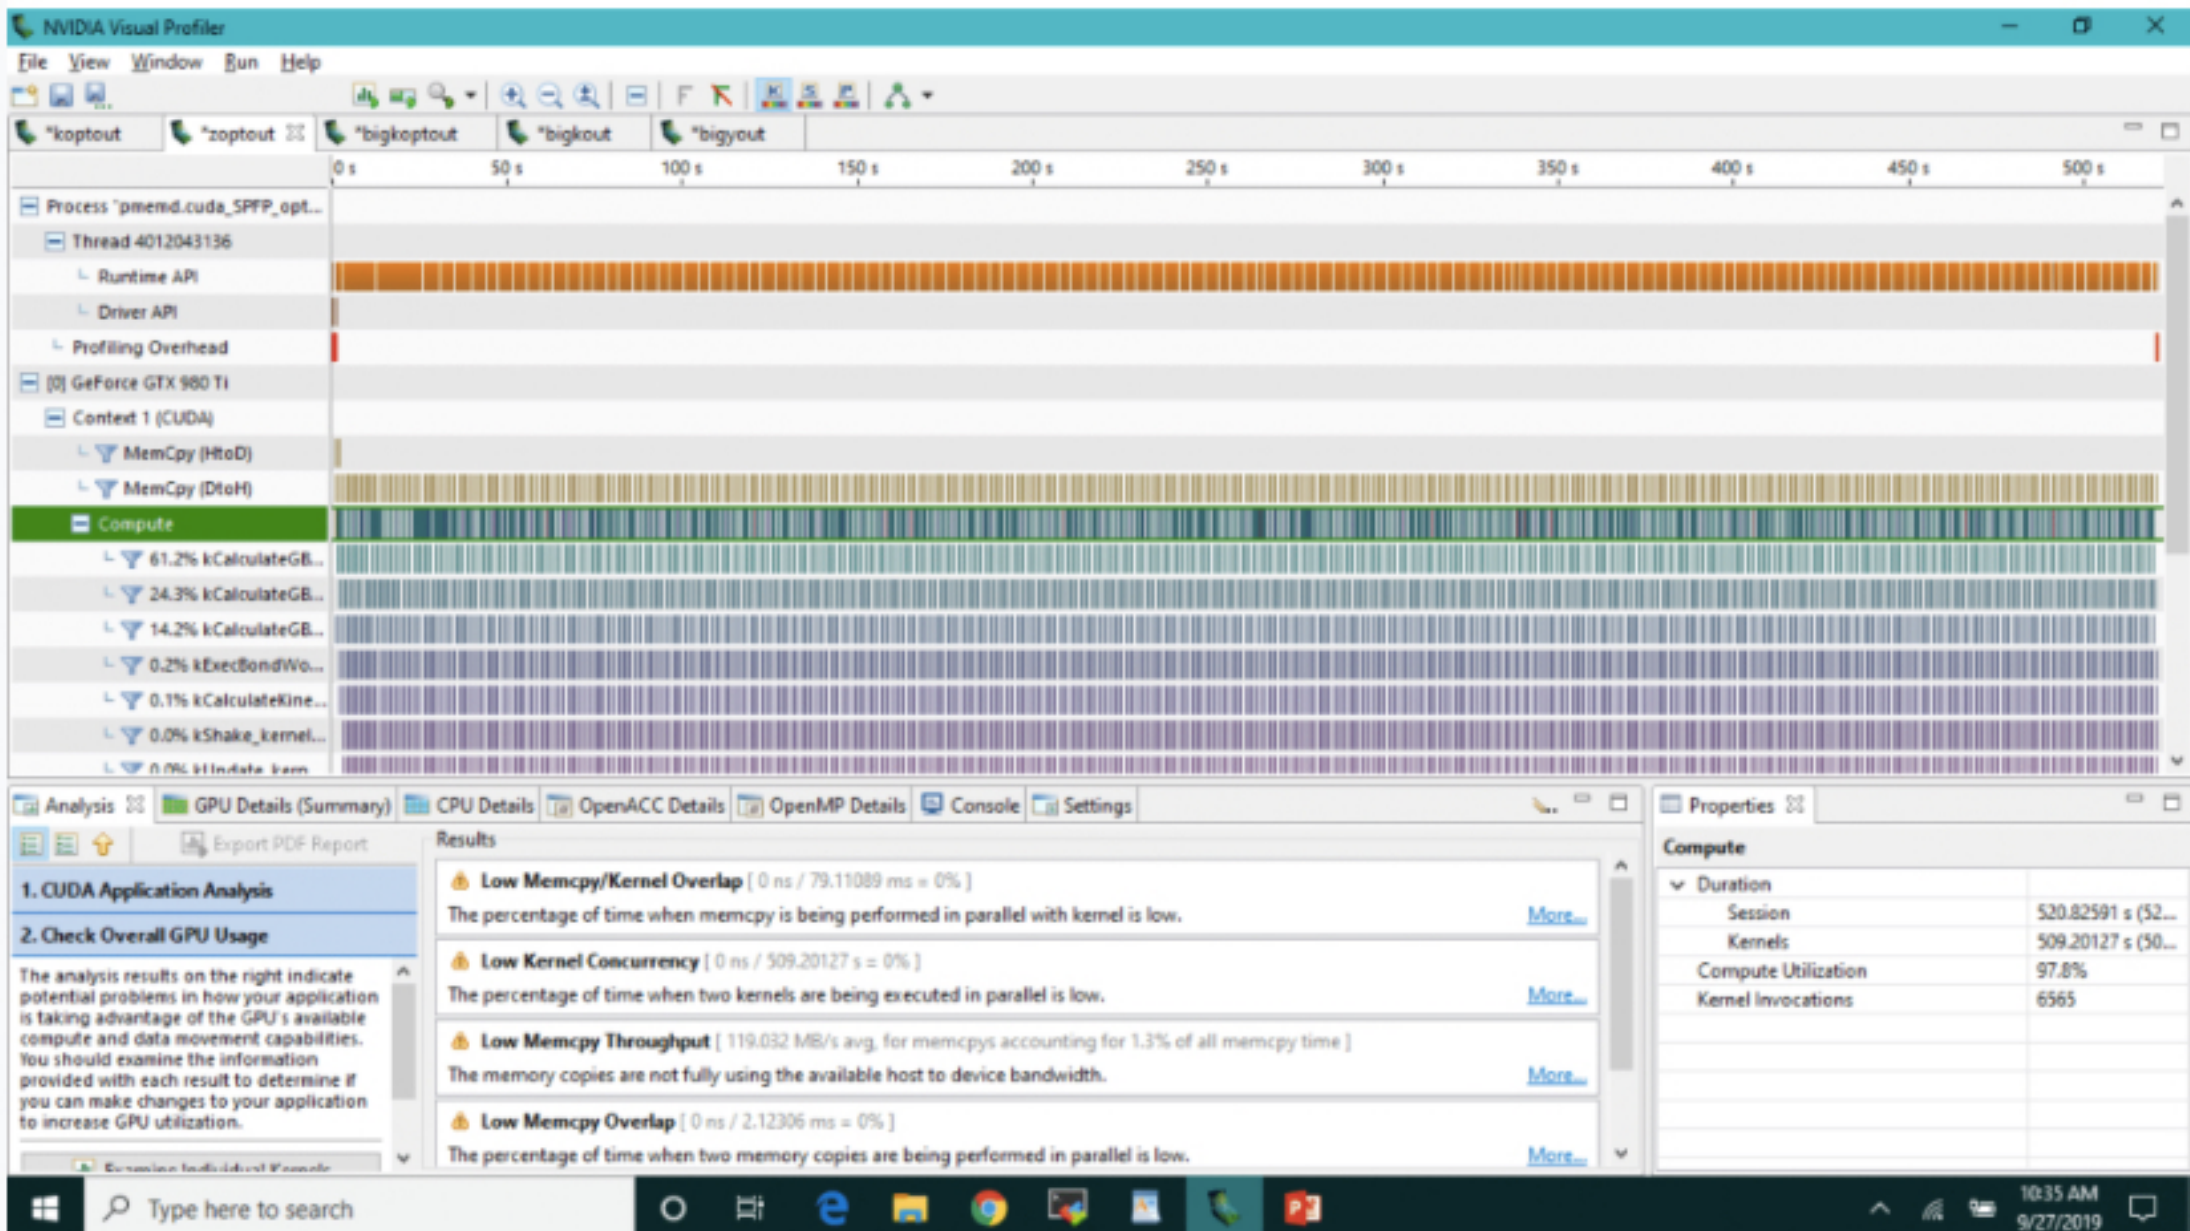 NVIDIA Visual Profiler
File View Window Run Help
*koptout *zoptout *bigkoptout *bigkout *bigyout
0 s 50 s 100 s 150 s 200 s 250 s 300 s 350 s 400 s 450 s 500 s
Process "pmemd.cuda_SPFP_opt...
Thread 4012043136
Runtime API
Driver API
Profiling Overhead
[0] GeForce GTX 980 Ti
Context 1 (CUDA)
MemCpy (HtoD)
MemCpy (DtoH)
Compute
61.2% kCalculateGB...
24.3% kCalculateGB...
14.2% kCalculateGB...
0.2% kExecBondWo...
0.1% kCalculateKine...
0.0% kShake_kernel...
0.0% kUpdate_kern
Analysis GPU Details (Summary) CPU Details OpenACC Details OpenMP Details Console Settings
Export PDF Report
1. CUDA Application Analysis
2. Check Overall GPU Usage
The analysis results on the right indicate
potential problems in how your application
is taking advantage of the GPU's available
compute and data movement capabilities.
You should examine the information
provided with each result to determine if
you can make changes to your application
to increase GPU utilization.
Examine Individual Kernels
Results
Low Memcpy/Kernel Overlap [ 0 ns / 79.11089 ms = 0% ]
The percentage of time when memcpy is being performed in parallel with kernel is low. More...
Low Kernel Concurrency [ 0 ns / 509.20127 s = 0% ]
The percentage of time when two kernels are being executed in parallel is low. More...
Low Memcpy Throughput [ 119.032 MB/s avg, for memcpys accounting for 1.3% of all memcpy time ]
The memory copies are not fully using the available host to device bandwidth. More...
Low Memcpy Overlap [ 0 ns / 2.12306 ms = 0% ]
The percentage of time when two memory copies are being performed in parallel is low. More...
Properties
Compute
Duration
Session 520.82591 s (52...
Kernels 509.20127 s (50...
Compute Utilization 97.8%
Kernel Invocations 6565
Type here to search
10:35 AM
9/27/2019